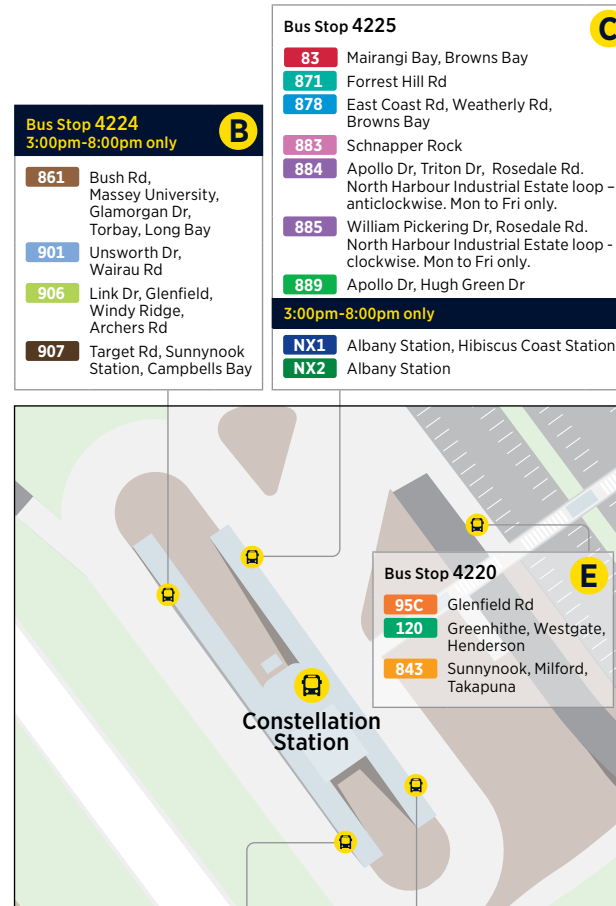 Bus Stop 4225
C
83 Mairangi Bay, Browns Bay
871 Forrest Hill Rd
878 East Coast Rd, Weatherly Rd,
Browns Bay
883 Schnapper Rock
884 Apollo Dr, Triton Dr, Rosedale Rd.
North Harbour Industrial Estate loop –
anticlockwise. Mon to Fri only.
885 William Pickering Dr, Rosedale Rd.
North Harbour Industrial Estate loop -
clockwise. Mon to Fri only.
889 Apollo Dr, Hugh Green Dr
3:00pm-8:00pm only
NX1 Albany Station, Hibiscus Coast Station
NX2 Albany Station
Bus Stop 4224
3:00pm-8:00pm only
B
861 Bush Rd,
Massey University,
Glamorgan Dr,
Torbay, Long Bay
901 Unsworth Dr,
Wairau Rd
906 Link Dr, Glenfield,
Windy Ridge,
Archers Rd
907 Target Rd, Sunnynook
Station, Campbells Bay
Bus Stop 4220
E
95C Glenfield Rd
120 Greenhithe, Westgate,
Henderson
843 Sunnynook, Milford,
Takapuna
Constellation
Station